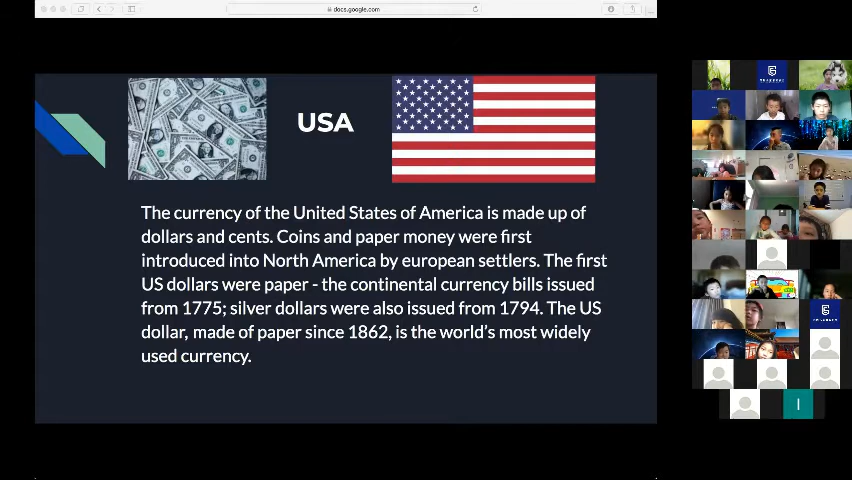 docs.google.com
USA
The currency of the United States of America is made up of
dollars and cents. Coins and paper money were first
introduced into North America by european settlers. The first
US dollars were paper - the continental currency bills issued
from 1775; silver dollars were also issued from 1794. The US
dollar, made of paper since 1862, is the world's most widely
used currency.
I